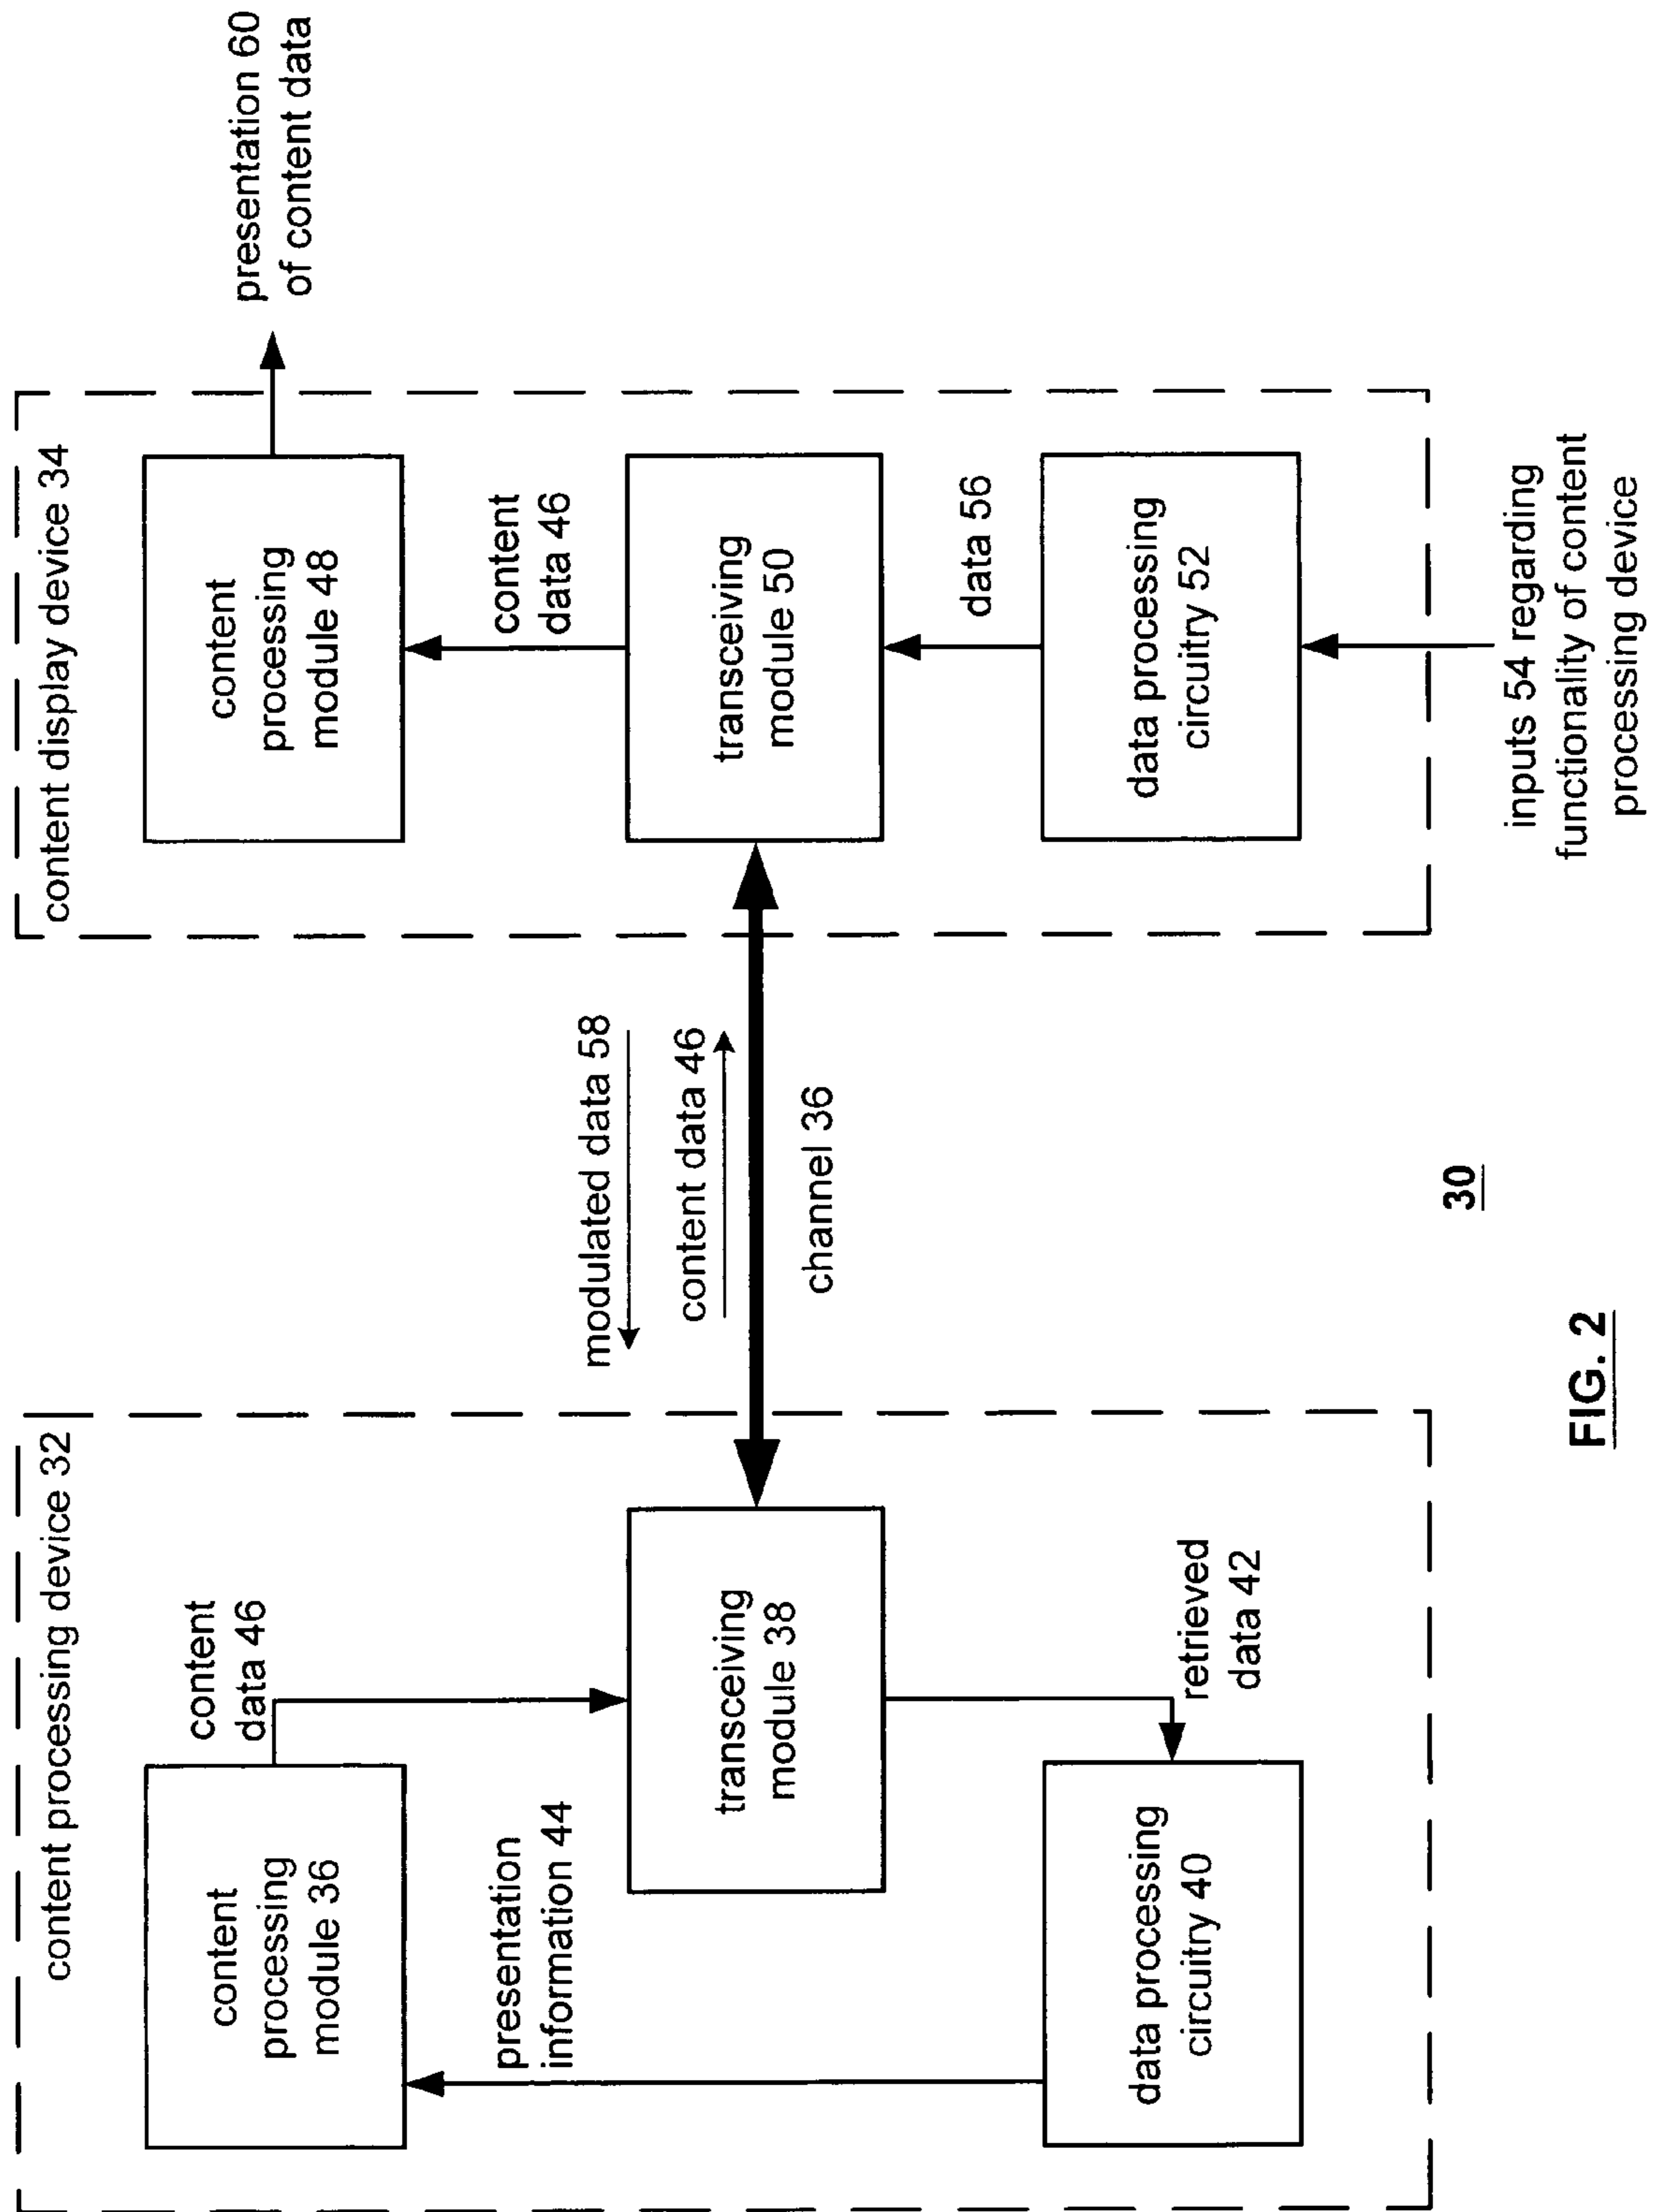 content processing device 32
content
processing
module 36
content
data 46
presentation
information 44
transceiving
module 38
retrieved
data 42
data processing
circuitry 40
modulated data 58
content data 46
channel 36
content display device 34
content
processing
module 48
presentation 60
of content data
content
data 46
transceiving
module 50
data 56
data processing
circuitry 52
inputs 54 regarding
functionality of content
processing device
30
FIG. 2